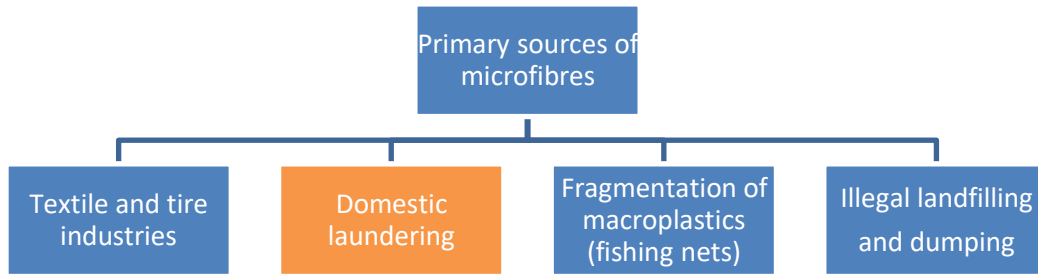 Primary sources of
microfibres
Textile and tire
industries
Domestic
laundering
Fragmentation of
macroplastics
(fishing nets)
Illegal landfilling
and dumping